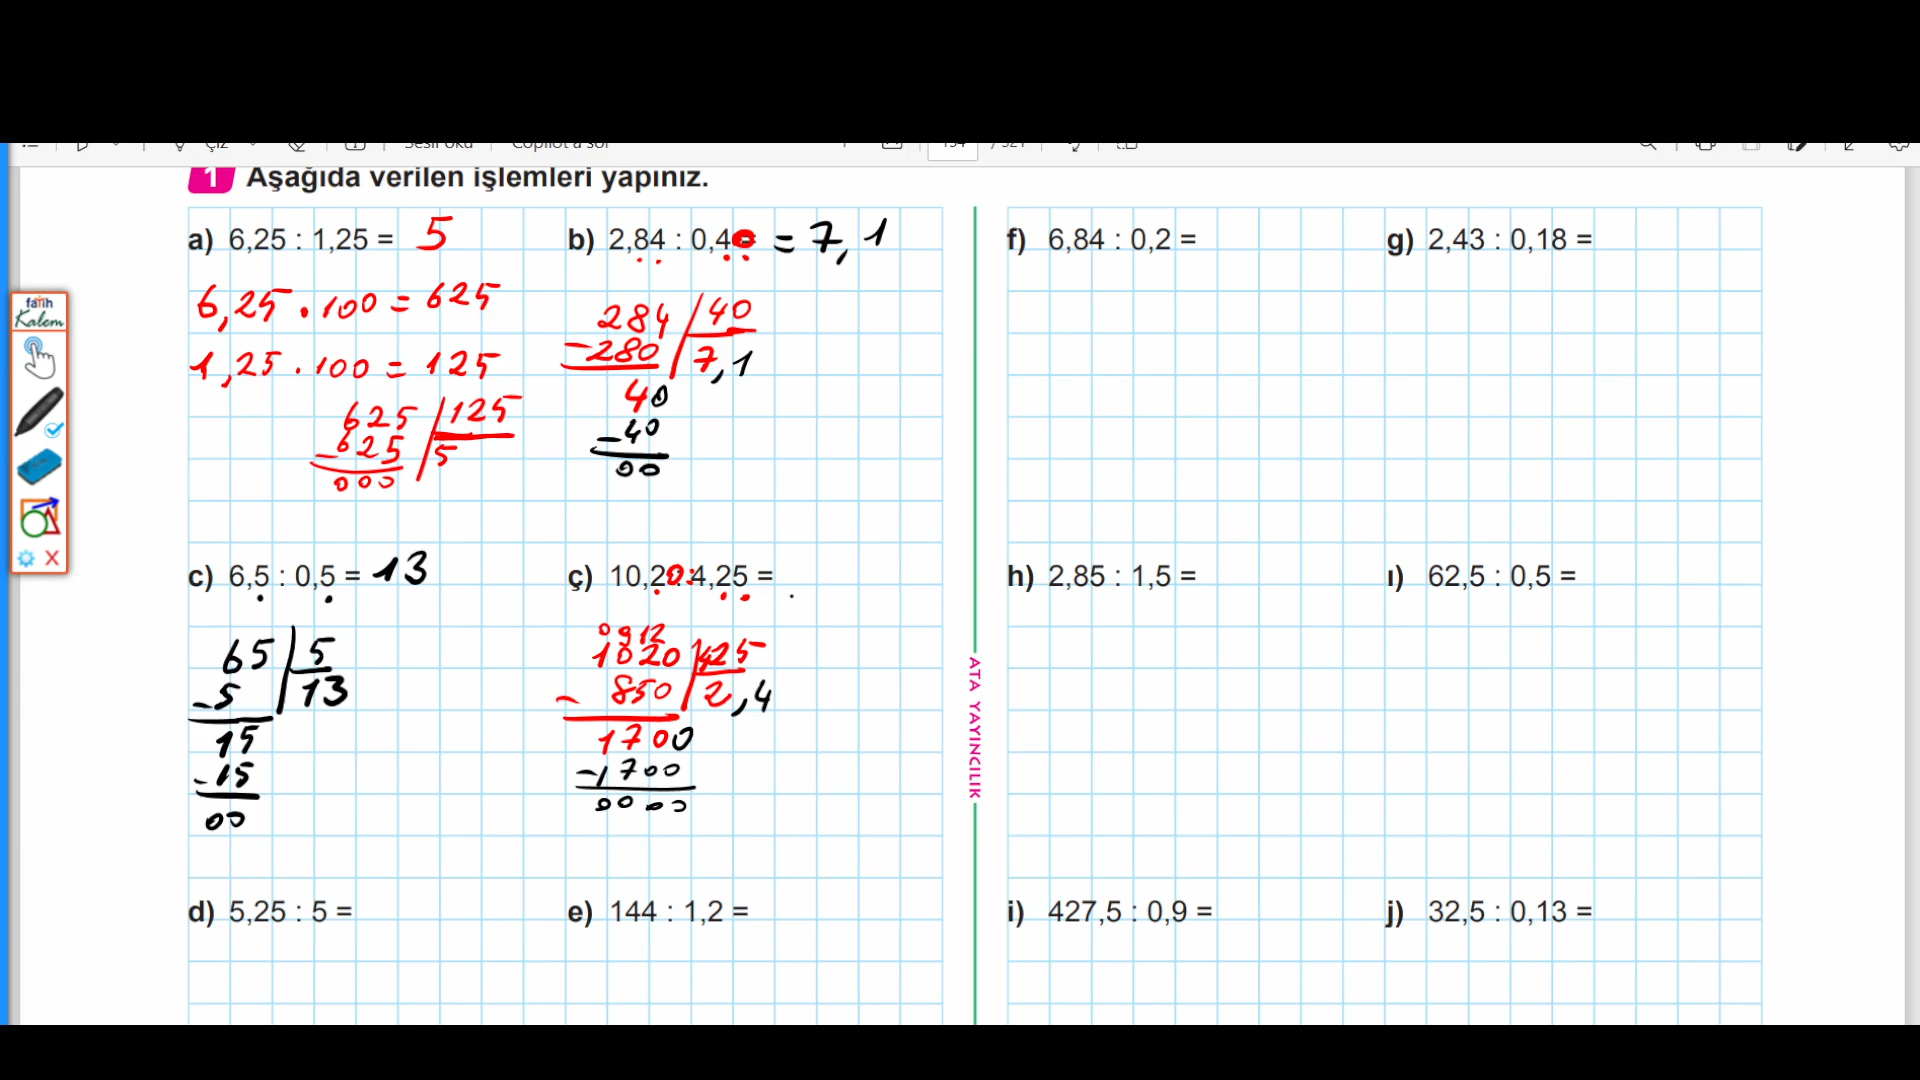 Aşağıda verilen işlemleri yapınız.
1
a) 6,25 : 1,25 = 5
6,25 . 100 = 625
1,25 . 100 = 125
625 125
- 625 5
000
b) 2,84 : 0,40 = 7,1
284 40
- 280 7,1
40
- 40
00
c) 6,5 : 0,5 = 13
65 5
- 5 13
15
- 15
00
ç) 10,20 : 4,25 =
0 9 12
1020 425
- 850 2,4
1700
- 1700
0000
d) 5,25 : 5 =
e) 144 : 1,2 =
ATA YAYINCILIK
f) 6,84 : 0,2 =
g) 2,43 : 0,18 =
h) 2,85 : 1,5 =
ı) 62,5 : 0,5 =
i) 427,5 : 0,9 =
j) 32,5 : 0,13 =
fatih
Kalem